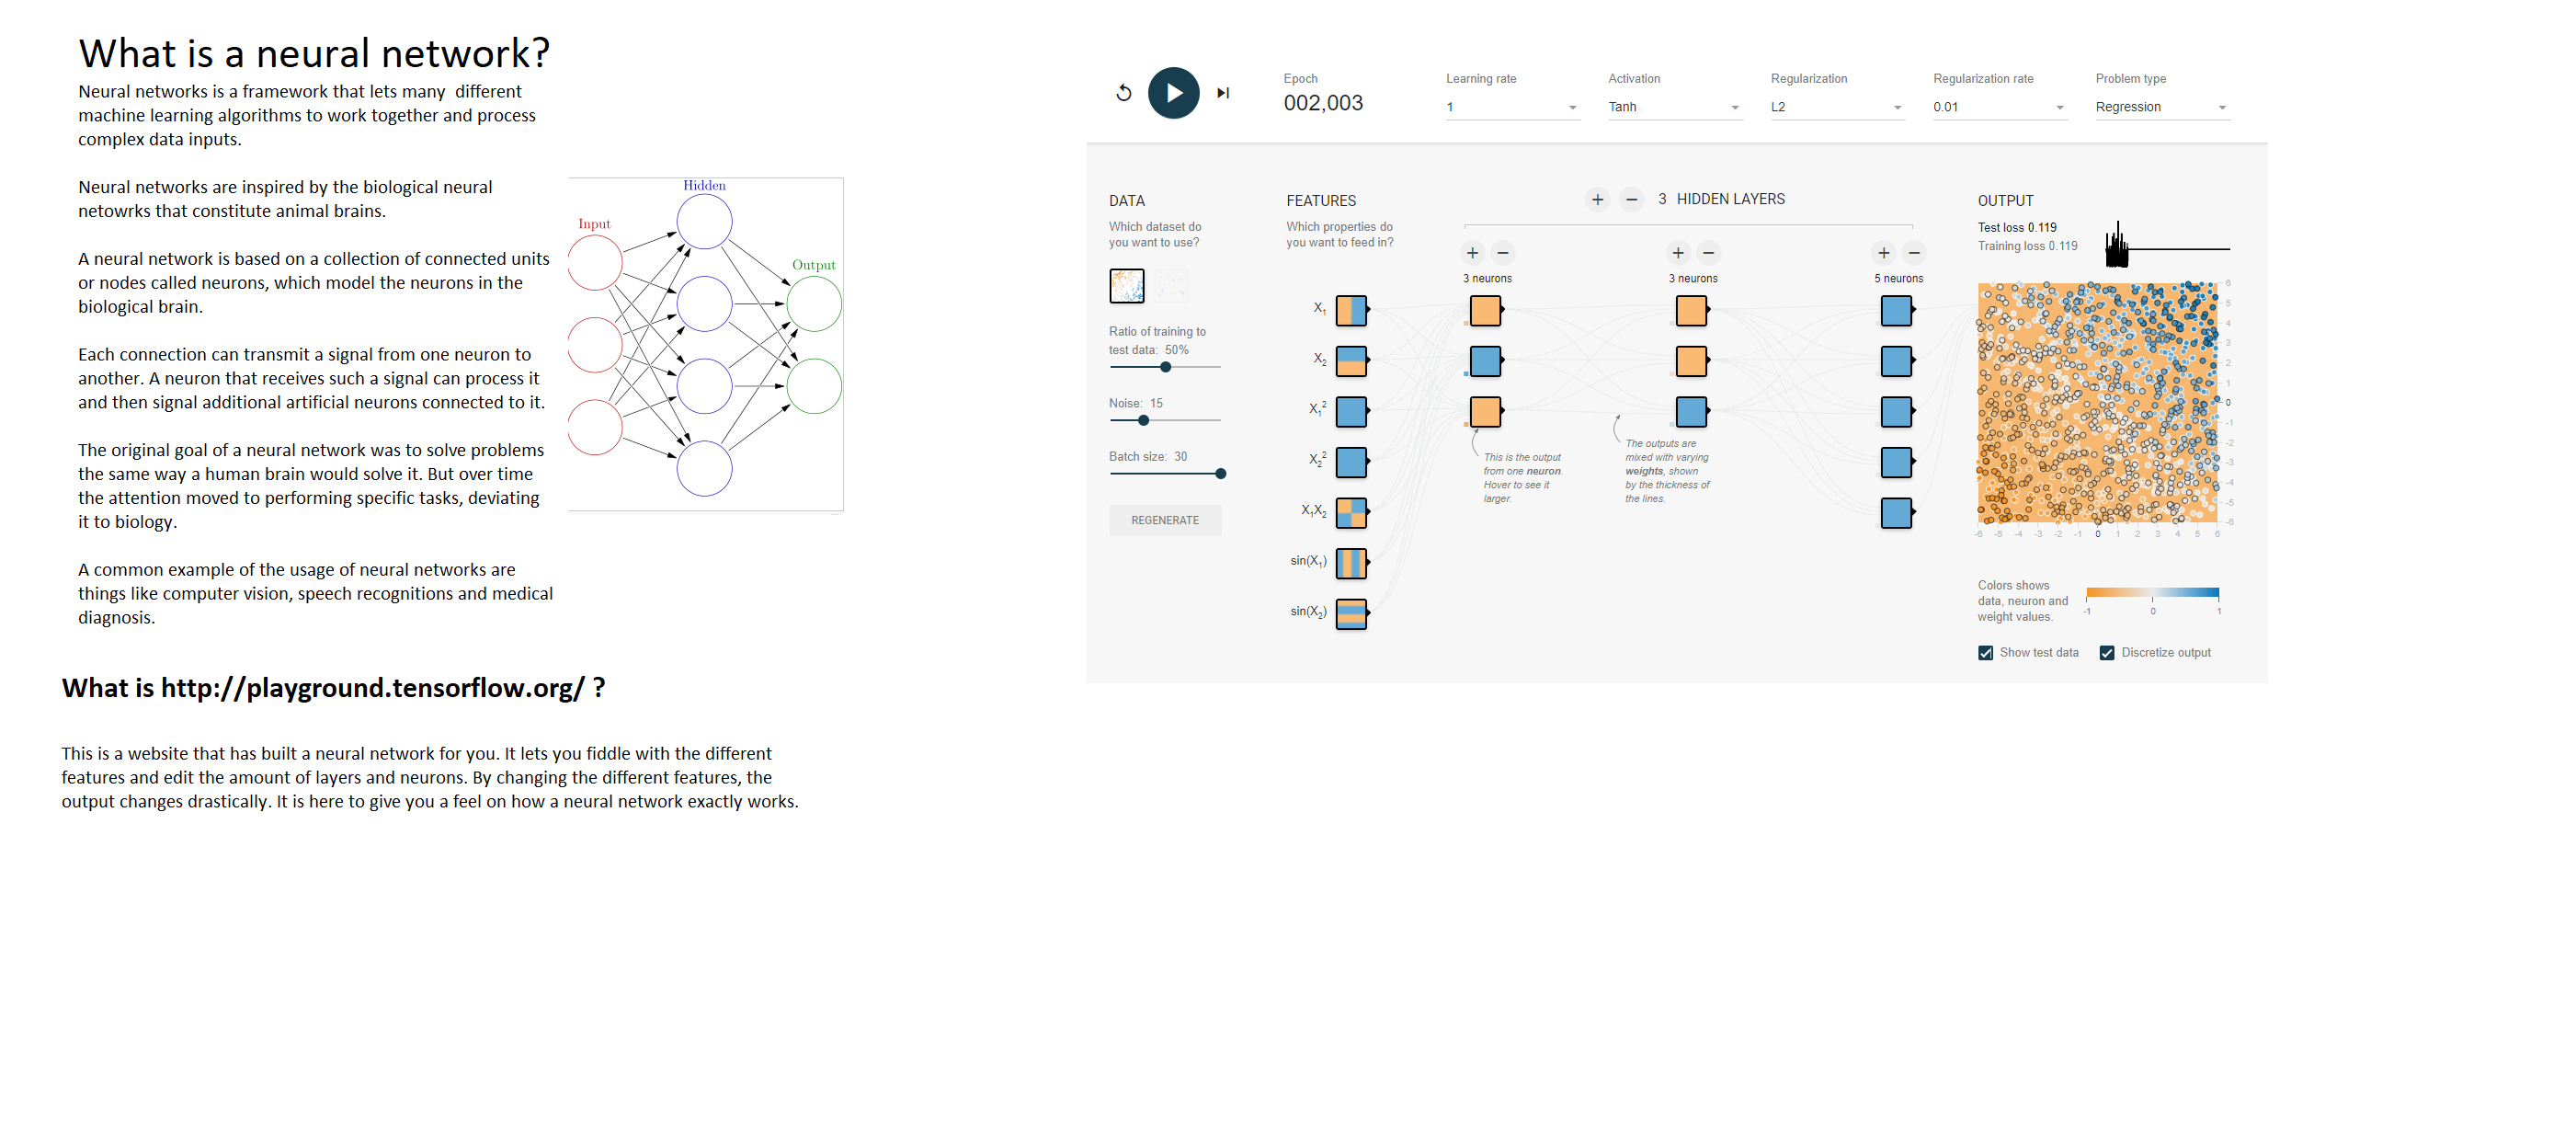 What is a neural network?
Neural networks is a framework that lets many  different
machine learning algorithms to work together and process
complex data inputs.
Neural networks are inspired by the biological neural
netowrks that constitute animal brains.
A neural network is based on a collection of connected units
or nodes called neurons, which model the neurons in the
biological brain.
Each connection can transmit a signal from one neuron to
another. A neuron that receives such a signal can process it
and then signal additional artificial neurons connected to it.
The original goal of a neural network was to solve problems
the same way a human brain would solve it. But over time
the attention moved to performing specific tasks, deviating
it to biology.
A common example of the usage of neural networks are
things like computer vision, speech recognitions and medical
diagnosis.
Hidden
Input
Output
What is http://playground.tensorflow.org/ ?
This is a website that has built a neural network for you. It lets you fiddle with the different
features and edit the amount of layers and neurons. By changing the different features, the
output changes drastically. It is here to give you a feel on how a neural network exactly works.
Epoch
002,003
Learning rate
1
Activation
Tanh
Regularization
L2
Regularization rate
0.01
Problem type
Regression
DATA
Which dataset do
you want to use?
Ratio of training to
test data: 50%
Noise: 15
Batch size: 30
REGENERATE
FEATURES
Which properties do
you want to feed in?
X₁
X₂
X₁²
X₂²
X₁X₂
sin(X₁)
sin(X₂)
+ − 3 HIDDEN LAYERS
+ −
3 neurons
+ −
3 neurons
+ −
5 neurons
This is the output
from one neuron.
Hover to see it
larger.
The outputs are
mixed with varying
weights, shown
by the thickness of
the lines.
OUTPUT
Test loss 0.119
Training loss 0.119
6
5
4
3
2
1
0
-1
-2
-3
-4
-5
-6
-6 -5 -4 -3 -2 -1 0 1 2 3 4 5 6
Colors shows
data, neuron and
weight values.
-1 0 1
Show test data
Discretize output